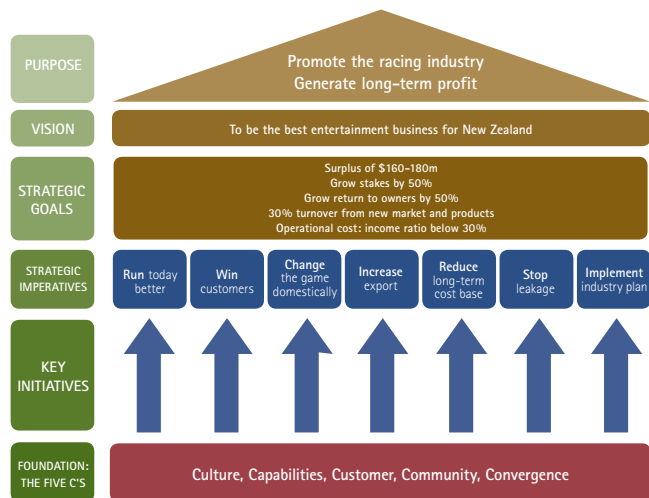 PURPOSE
Promote the racing industry
Generate long-term profit
VISION
To be the best entertainment business for New Zealand
STRATEGIC
GOALS
Surplus of $160-180m
Grow stakes by 50%
Grow return to owners by 50%
30% turnover from new market and products
Operational cost: income ratio below 30%
STRATEGIC
IMPERATIVES
Run today
better
Win
customers
Change
the game
domestically
Increase
export
Reduce
long-term
cost base
Stop
leakage
Implement
industry plan
KEY
INITIATIVES
FOUNDATION:
THE FIVE C'S
Culture, Capabilities, Customer, Community, Convergence